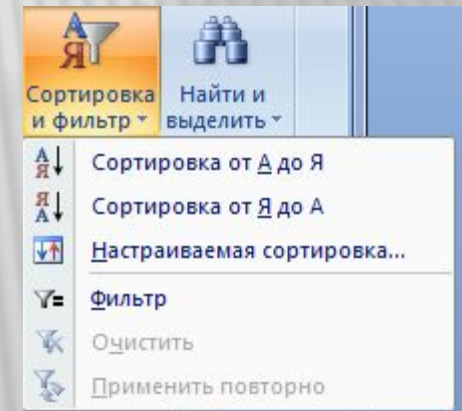 Сортировка и фильтр
Найти и выделить
Сортировка от А до Я
Сортировка от Я до А
Настраиваемая сортировка...
Фильтр
Очистить
Применить повторно